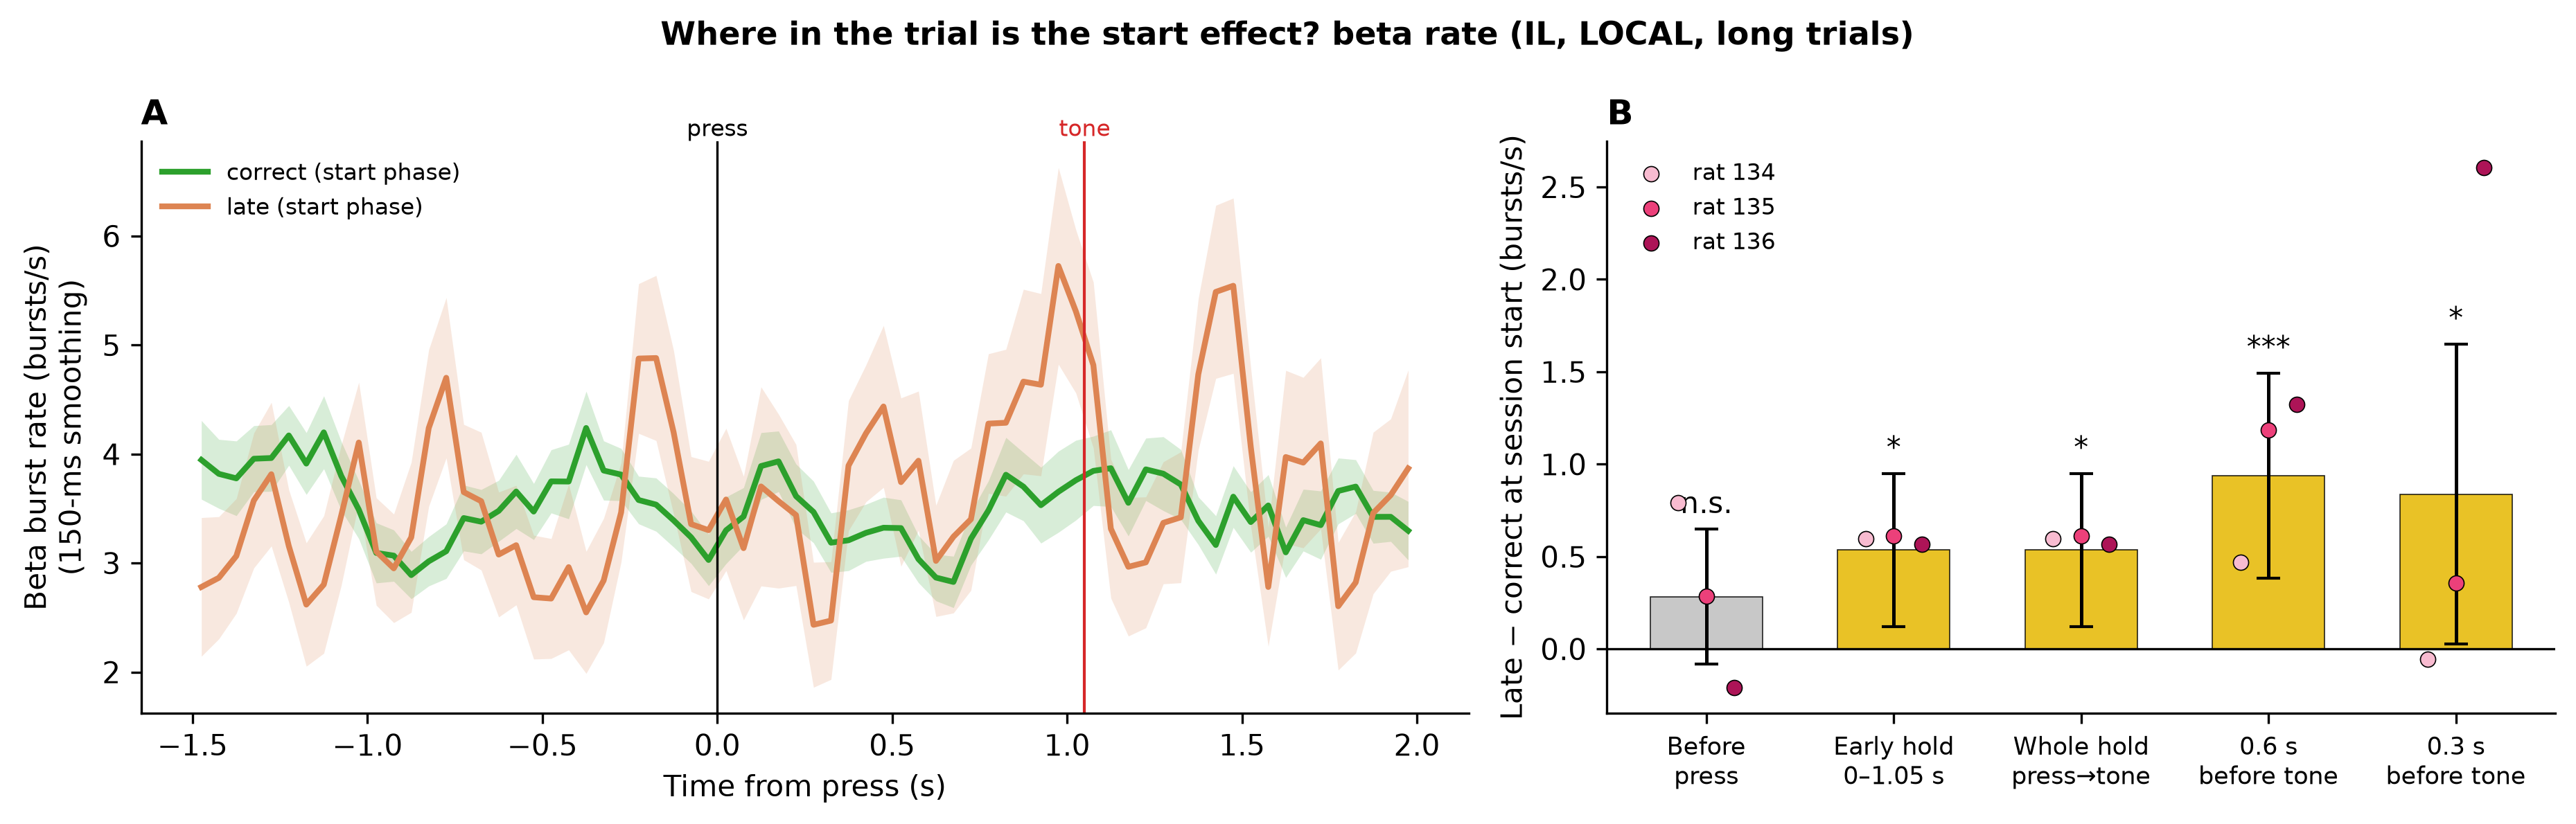 Where in the trial is the start effect? beta rate (IL, LOCAL, long trials)
A
press
tone
correct (start phase)
late (start phase)
Beta burst rate (bursts/s)
(150-ms smoothing)
6
5
4
3
2
−1.5
−1.0
−0.5
0.0
0.5
1.0
1.5
2.0
Time from press (s)
B
rat 134
rat 135
rat 136
Late − correct at session start (bursts/s)
2.5
2.0
1.5
1.0
0.5
0.0
n.s.
*
*
***
*
Before
press
Early hold
0–1.05 s
Whole hold
press→tone
0.6 s
before tone
0.3 s
before tone